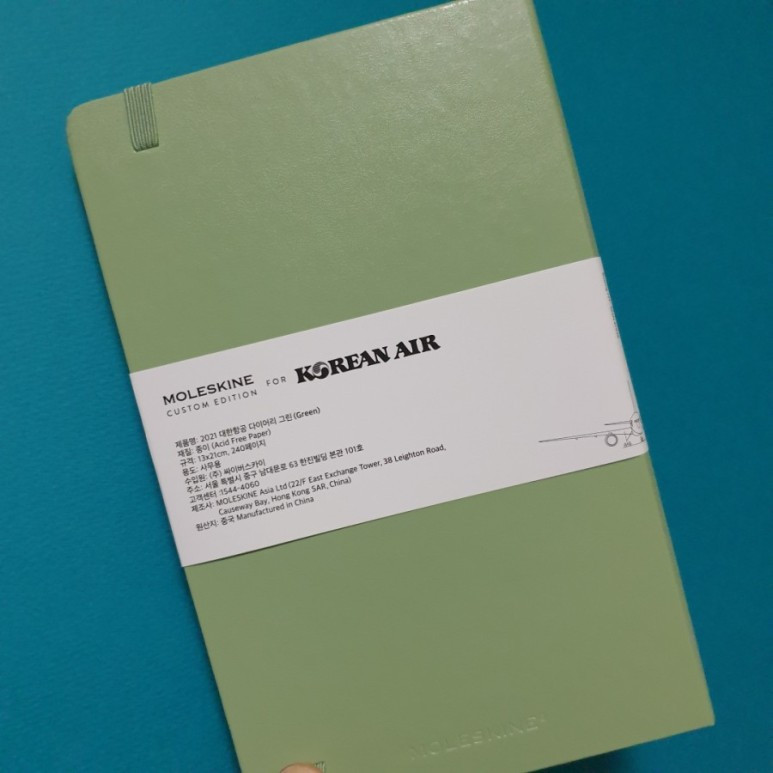 MOLESKINE
CUSTOM EDITION FOR KOREAN AIR
제품명: 2021 대한항공 다이어리 그린 (Green)
재질: 종이 (Acid Free Paper)
규격: 13x21cm, 240페이지
용도: 사무용
수입원: (주) 싸이버스카이
주소: 서울 특별시 중구 남대문로 63 한진빌딩 본관 101호
고객센터 :1544-4060
제조사: MOLESKINE Asia Ltd (22/F East Exchange Tower, 38 Leighton Road,
Causeway Bay, Hong Kong SAR, China)
원산지: 중국 Manufactured in China
MOLESKINE®